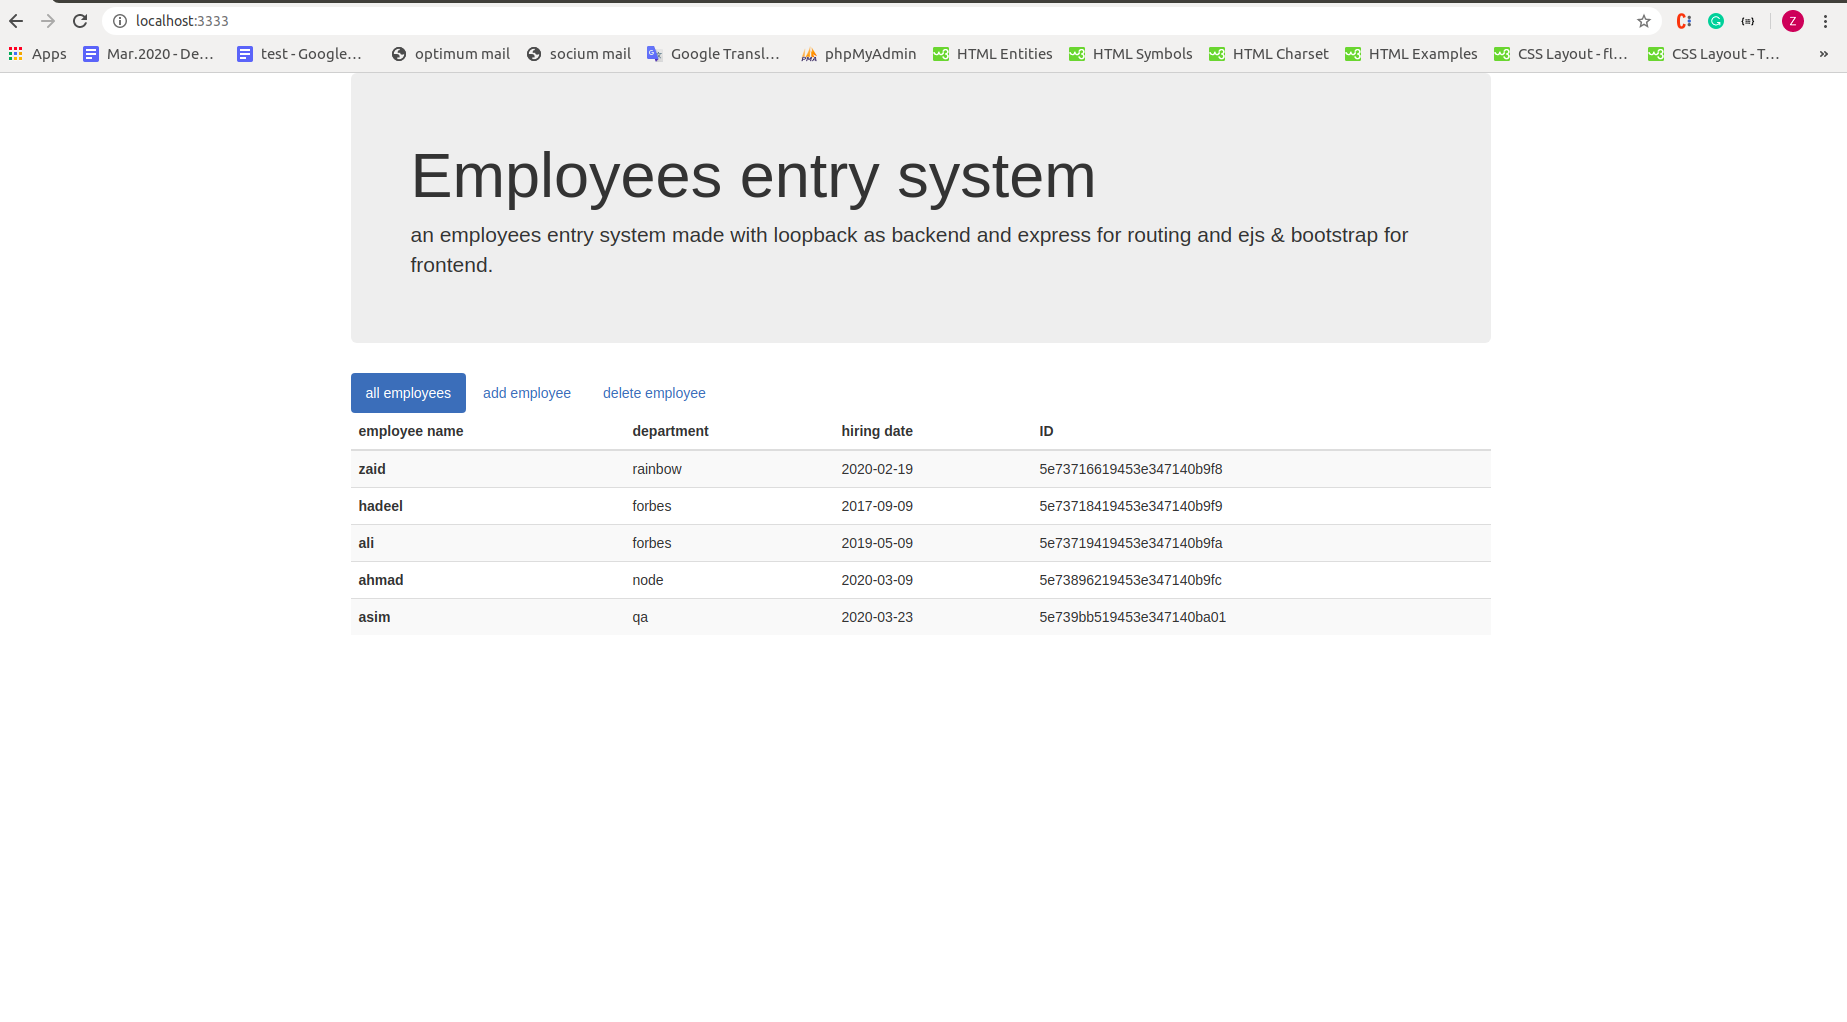 localhost:3333
Z
Apps Mar.2020 - De... test - Google... optimum mail socium mail Google Transl... phpMyAdmin HTML Entities HTML Symbols HTML Charset HTML Examples CSS Layout - fl... CSS Layout - T... »
Employees entry system
an employees entry system made with loopback as backend and express for routing and ejs & bootstrap for
frontend.
all employees add employee delete employee
employee name department hiring date ID
zaid rainbow 2020-02-19 5e73716619453e347140b9f8
hadeel forbes 2017-09-09 5e73718419453e347140b9f9
ali forbes 2019-05-09 5e73719419453e347140b9fa
ahmad node 2020-03-09 5e73896219453e347140b9fc
asim qa 2020-03-23 5e739bb519453e347140ba01